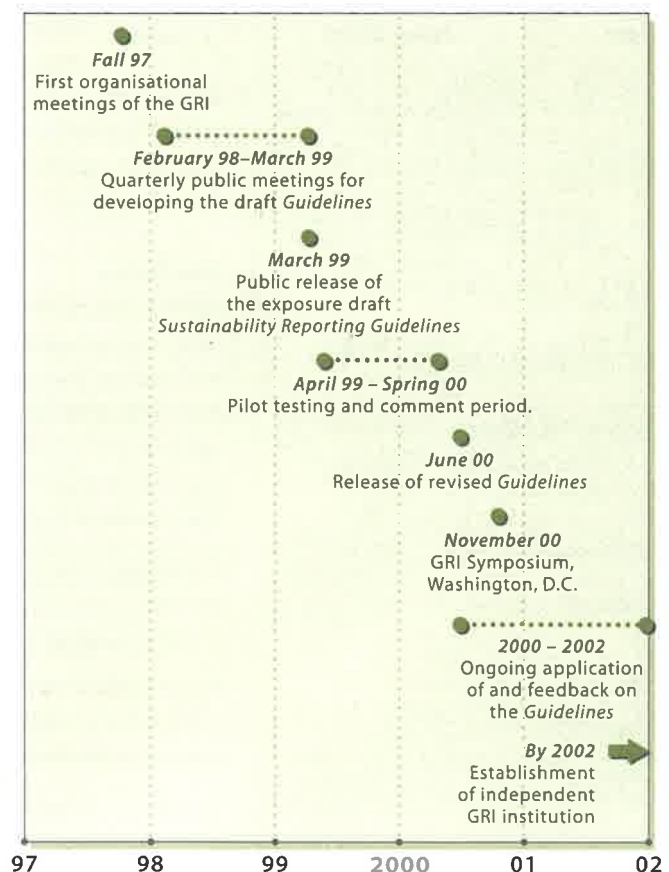 Fall 97
First organisational
meetings of the GRI
February 98–March 99
Quarterly public meetings for
developing the draft Guidelines
March 99
Public release of
the exposure draft
Sustainability Reporting Guidelines
April 99 – Spring 00
Pilot testing and comment period.
June 00
Release of revised Guidelines
November 00
GRI Symposium,
Washington, D.C.
2000 – 2002
Ongoing application
of and feedback on
the Guidelines
By 2002
Establishment
of independent
GRI institution
97 98 99 2000 01 02